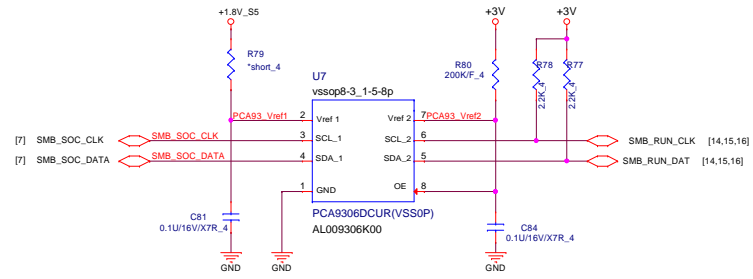 +1.8V_S5
+3V
+3V
R79
*short_4
R80
200K/F_4
R78
R77
2.2K_4
2.2K_4
U7
vssop8-3_1-5-8p
PCA93_Vref1
2
Vref 1
Vref 2
7
PCA93_Vref2
[7]
SMB_SOC_CLK
SMB_SOC_CLK
3
SCL_1
SCL_2
6
SMB_RUN_CLK
[14,15,16]
[7]
SMB_SOC_DATA
SMB_SOC_DATA
4
SDA_1
SDA_2
5
SMB_RUN_DAT
[14,15,16]
1
GND
OE
8
PCA9306DCUR(VSS0P)
AL009306K00
C81
0.1U/16V/X7R_4
C84
0.1U/16V/X7R_4
GND
GND
GND